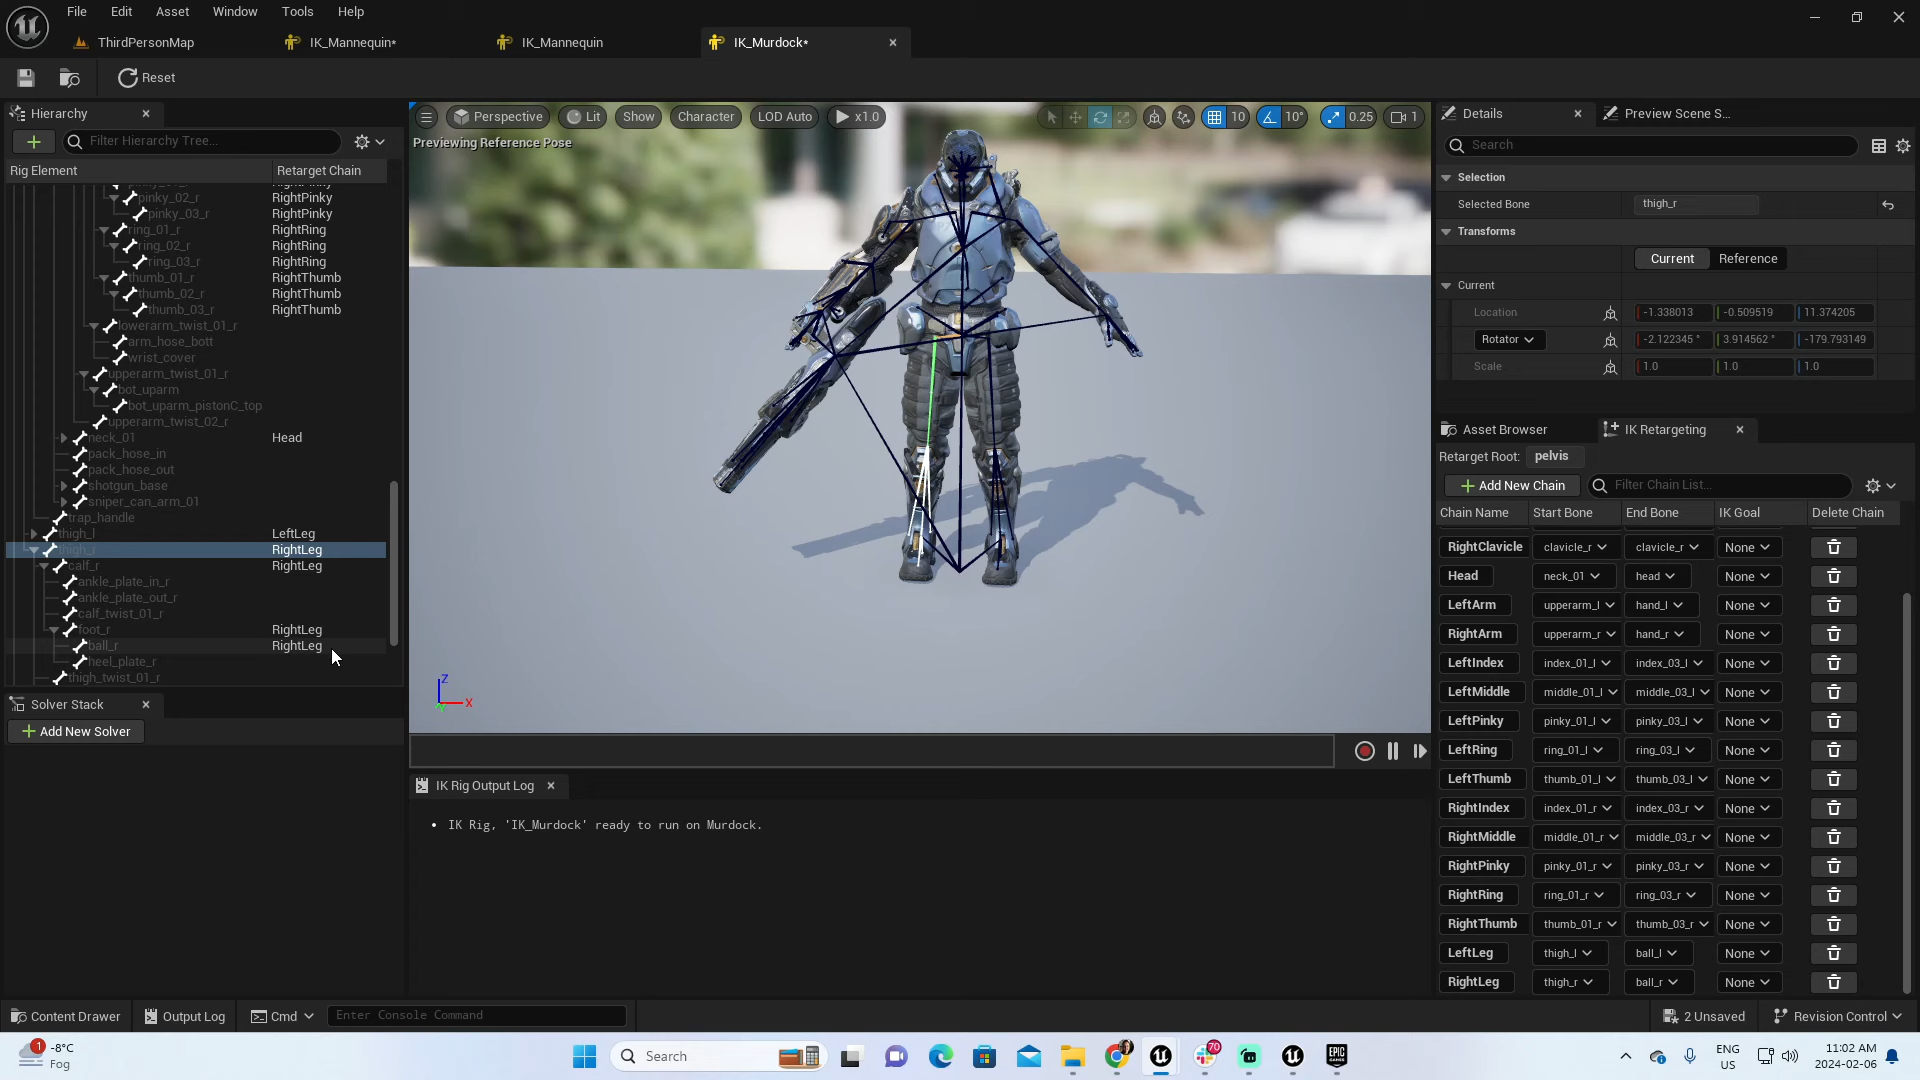 File Edit Asset Window Tools Help
ThirdPersonMap IK_Mannequin* IK_Mannequin IK_Murdock*
Reset
Hierarchy
Filter Hierarchy Tree...
Rig Element Retarget Chain
RightPinky
pinky_02_r RightPinky
pinky_03_r RightPinky
ring_01_r RightRing
ring_02_r RightRing
ring_03_r RightRing
thumb_01_r RightThumb
thumb_02_r RightThumb
thumb_03_r RightThumb
lowerarm_twist_01_r
arm_hose_bott
wrist_cover
upperarm_twist_01_r
bot_uparm
bot_uparm_pistonC_top
upperarm_twist_02_r
neck_01 Head
pack_hose_in
pack_hose_out
shotgun_base
sniper_can_arm_01
trap_handle
thigh_l LeftLeg
thigh_r RightLeg
calf_r RightLeg
ankle_plate_in_r
ankle_plate_out_r
calf_twist_01_r
foot_r RightLeg
ball_r RightLeg
heel_plate_r
thigh_twist_01_r
Solver Stack
Add New Solver
Perspective Lit Show Character LOD Auto x1.0 10 10° 0.25 1
Previewing Reference Pose
Z
X
IK Rig Output Log
• IK Rig, 'IK_Murdock' ready to run on Murdock.
Details Preview Scene S...
Search
Selection
Selected Bone thigh_r
Transforms
Current Reference
Current
Location -1.338013 -0.509519 11.374205
Rotator -2.122345 ° 3.914562 ° -179.793149
Scale 1.0 1.0 1.0
Asset Browser IK Retargeting
Retarget Root: pelvis
Add New Chain Filter Chain List...
Chain Name Start Bone End Bone IK Goal Delete Chain
RightClavicle clavicle_r clavicle_r None
Head neck_01 head None
LeftArm upperarm_l hand_l None
RightArm upperarm_r hand_r None
LeftIndex index_01_l index_03_l None
LeftMiddle middle_01_l middle_03_l None
LeftPinky pinky_01_l pinky_03_l None
LeftRing ring_01_l ring_03_l None
LeftThumb thumb_01_l thumb_03_l None
RightIndex index_01_r index_03_r None
RightMiddle middle_01_r middle_03_r None
RightPinky pinky_01_r pinky_03_r None
RightRing ring_01_r ring_03_r None
RightThumb thumb_01_r thumb_03_r None
LeftLeg thigh_l ball_l None
RightLeg thigh_r ball_r None
Content Drawer Output Log Cmd Enter Console Command 2 Unsaved Revision Control
1 -8°C
Fog
Search
70
EPIC GAMES
ENG
US
11:02 AM
2024-02-06